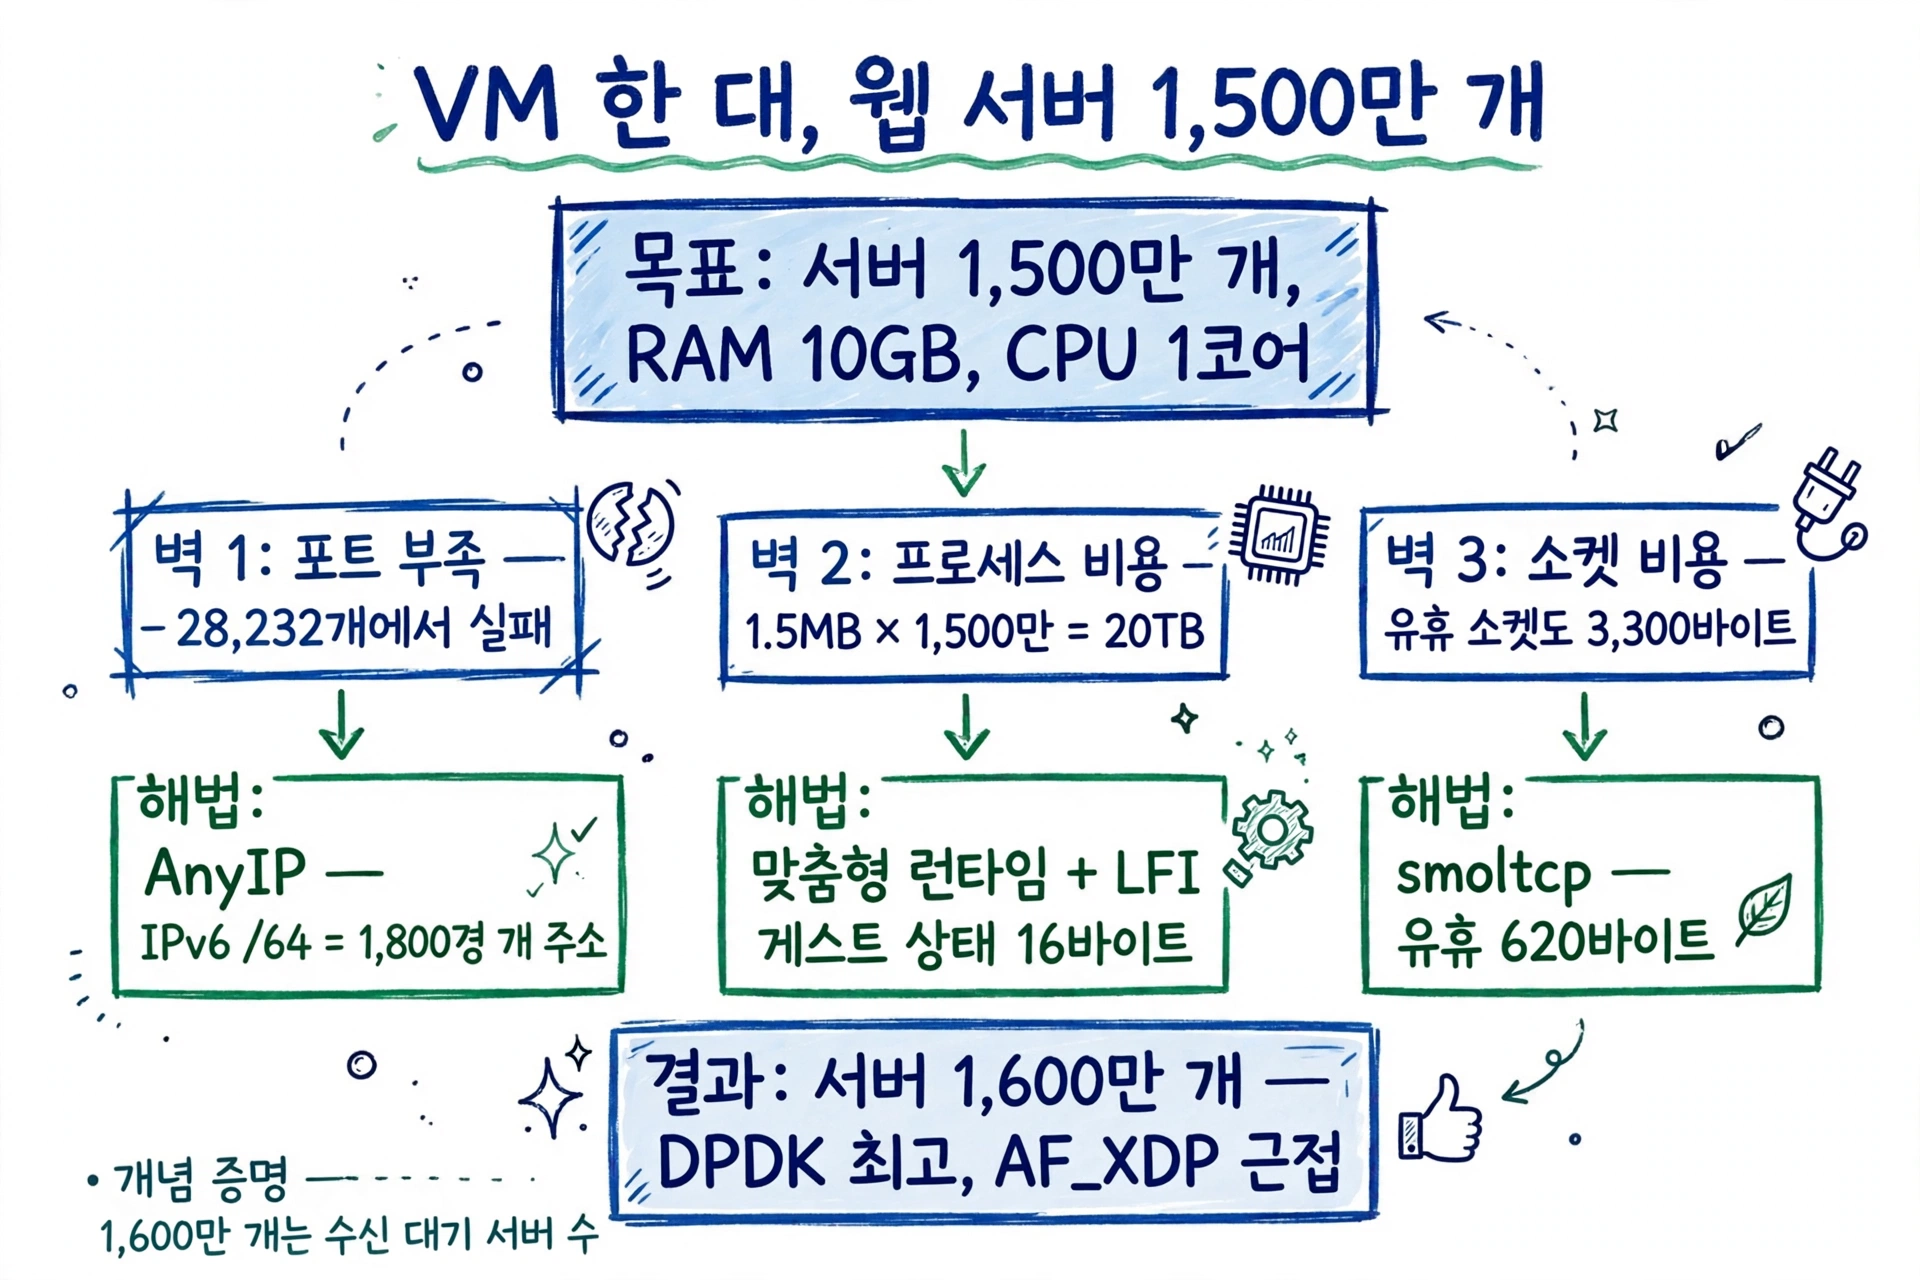 VM 한 대, 웹 서버 1,500만 개
목표: 서버 1,500만 개,
RAM 10GB, CPU 1코어
벽 1: 포트 부족 —
– 28,232개에서 실패
벽 2: 프로세스 비용 –
1.5MB × 1,500만 = 20TB
벽 3: 소켓 비용 —
유휴 소켓도 3,300바이트
해법:
AnyIP —
IPv6 /64 = 1,800경 개 주소
해법:
맞춤형 런타임 + LFI
게스트 상태 16바이트
해법:
smoltcp —
유휴 620바이트
결과: 서버 1,600만 개 —
DPDK 최고, AF_XDP 근접
• 개념 증명 —
1,600만 개는 수신 대기 서버 수